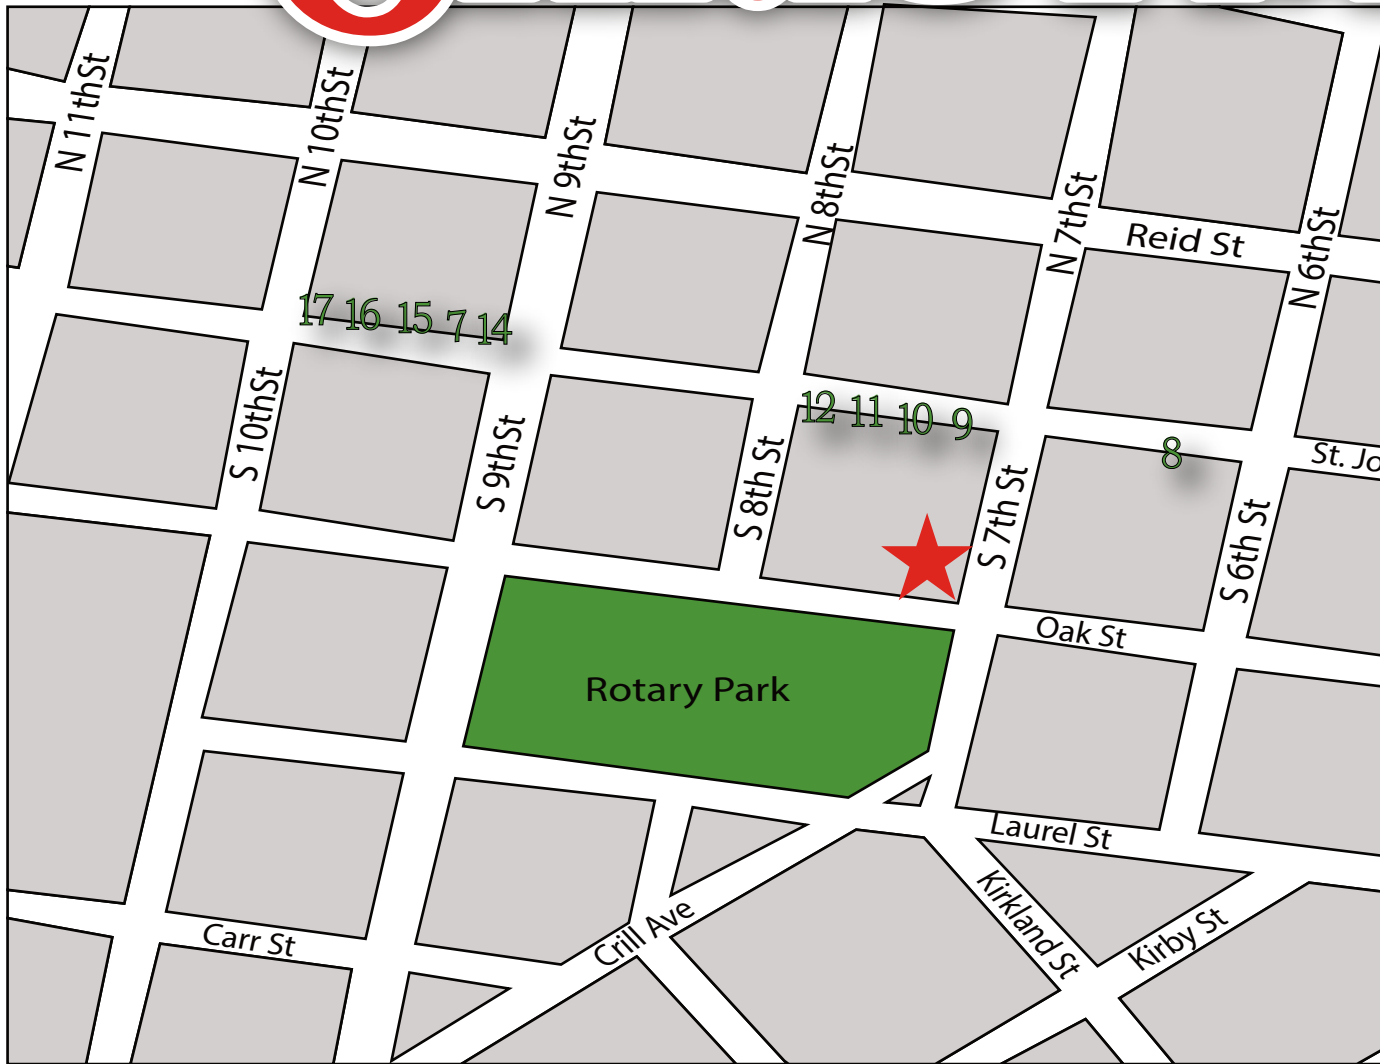 N 11thSt
N 10thSt
N 9thSt
N 8thSt
N 7thSt
N 6thSt
Reid St
17 16 15 7 14
12 11 10 9
8
St. Jo
S 10thSt
S 9thSt
S 8th St
S 7th St
S 6th St
Oak St
Rotary Park
Laurel St
Kirkland St
Kirby St
Crill Ave
Carr St